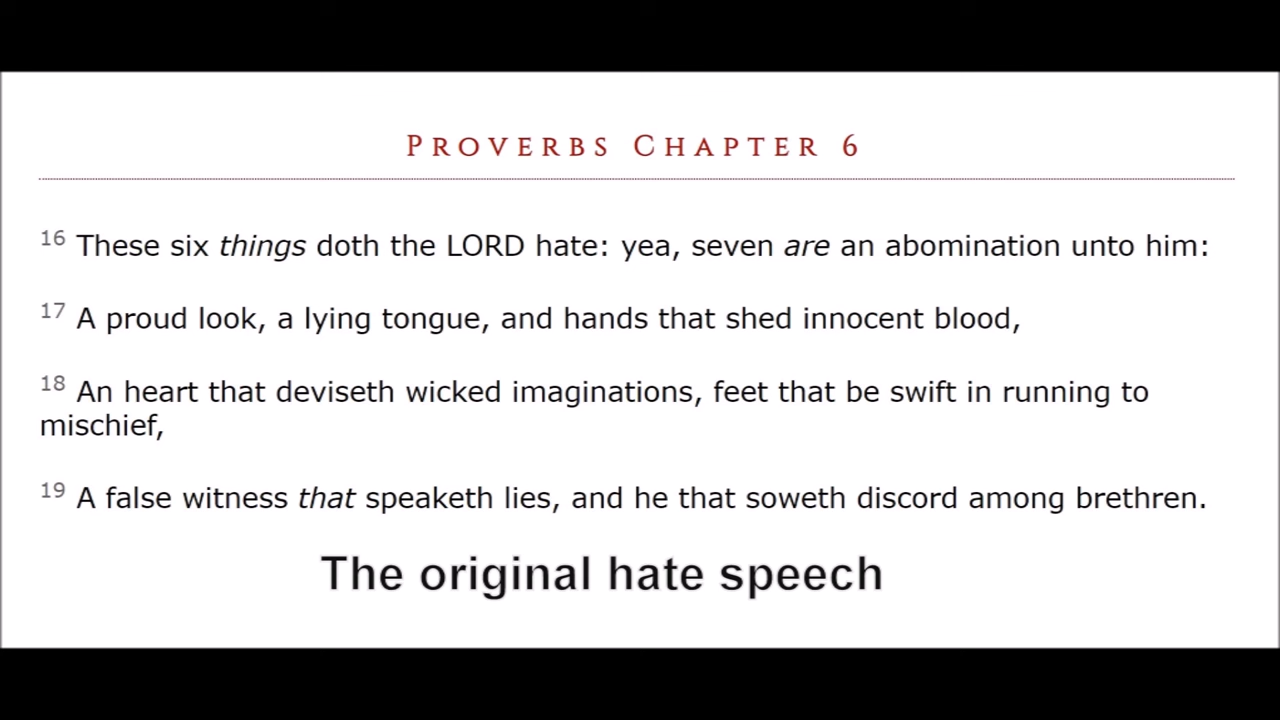 PROVERBS CHAPTER 6
16 These six things doth the LORD hate: yea, seven are an abomination unto him:
17 A proud look, a lying tongue, and hands that shed innocent blood,
18 An heart that deviseth wicked imaginations, feet that be swift in running to
mischief,
19 A false witness that speaketh lies, and he that soweth discord among brethren.
The original hate speech